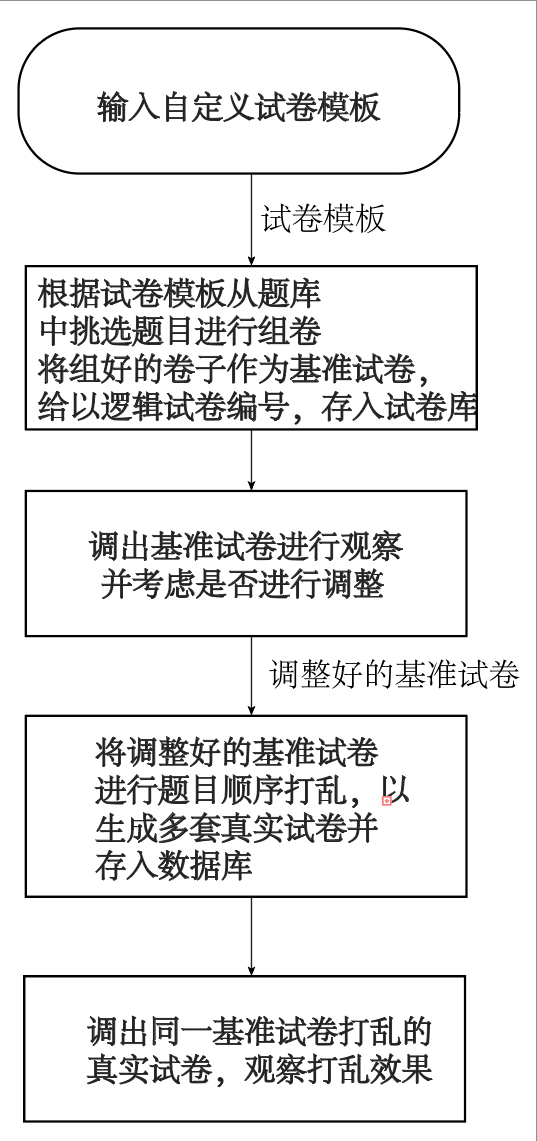 输入自定义试卷模板
试卷模板
根据试卷模板从题库
中挑选题目进行组卷
将组好的卷子作为基准试卷，
给以逻辑试卷编号，存入试卷库
调出基准试卷进行观察
并考虑是否进行调整
调整好的基准试卷
将调整好的基准试卷
进行题目顺序打乱，以
生成多套真实试卷并
存入数据库
调出同一基准试卷打乱的
真实试卷，观察打乱效果